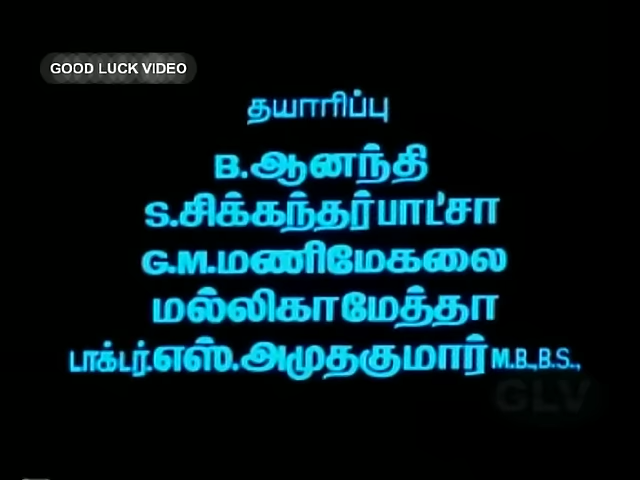 GOOD LUCK VIDEO
தயாரிப்பு
B.ஆனந்தி
S.சிக்கந்தர்பாட்சா
G.M.மணிமேகலை
மல்லிகாமேத்தா
டாக்டர்.எஸ்.அமுதகுமார் M.B.,B.S.,
GLV